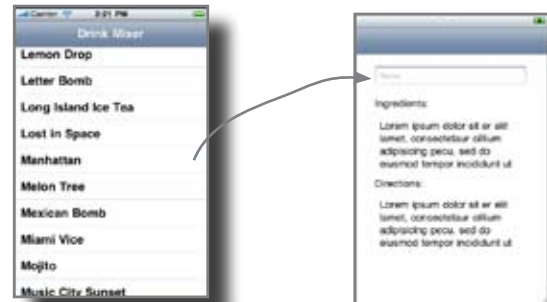 Carrier 3:21 PM
Drink Mixer
Lemon Drop
Letter Bomb
Long Island Ice Tea
Lost in Space
Manhattan
Melon Tree
Mexican Bomb
Miami Vice
Mojito
Music City Sunset
Name
Ingredients:
Lorem ipsum dolor sit er elit
lamet, consectetaur cillium
adipisicing pecu, sed do
eiusmod tempor incididunt ut
Directions:
Lorem ipsum dolor sit er elit
lamet, consectetaur cillium
adipisicing pecu, sed do
eiusmod tempor incididunt ut